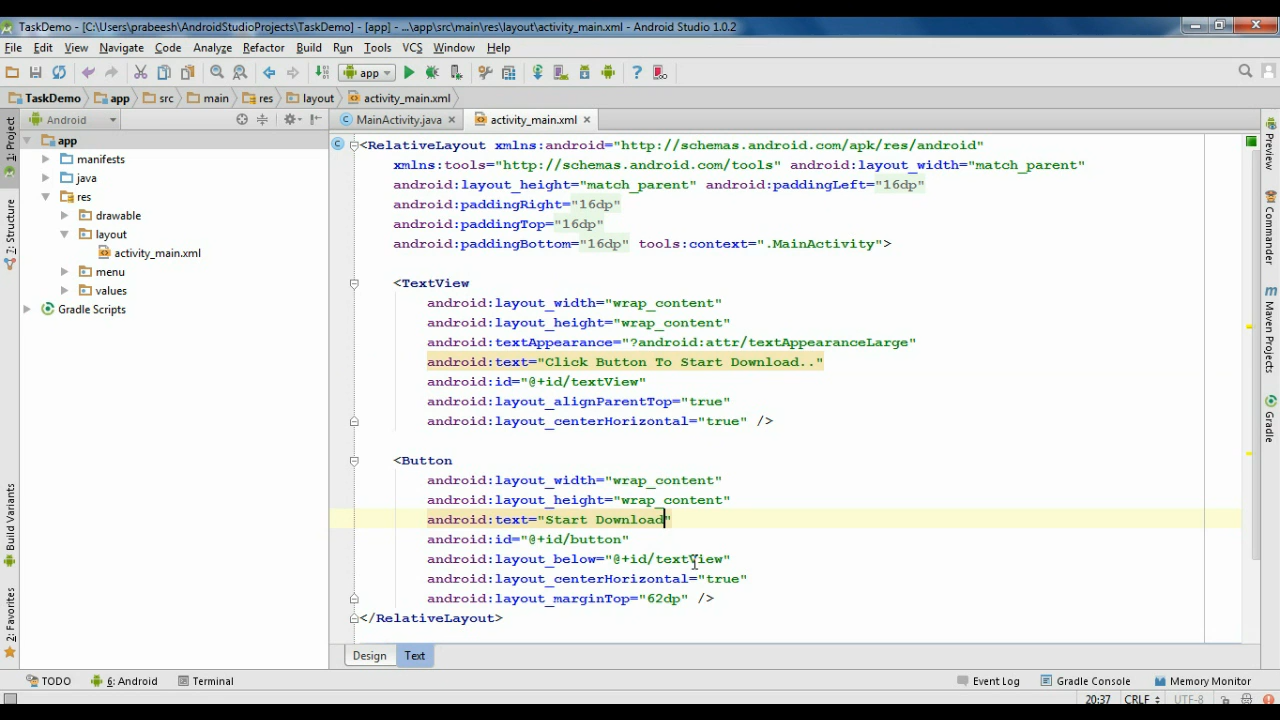 TaskDemo - [C:\Users\prabeesh\AndroidStudioProjects\TaskDemo] - [app] - ...\app\src\main\res\layout\activity_main.xml - Android Studio 1.0.2
File Edit View Navigate Code Analyze Refactor Build Run Tools VCS Window Help
app
TaskDemo app src main res layout activity_main.xml
Android MainActivity.java activity_main.xml
1: Project
7: Structure
Build Variants
2: Favorites
app
manifests
java
res
drawable
layout
activity_main.xml
menu
values
Gradle Scripts
<RelativeLayout xmlns:android="http://schemas.android.com/apk/res/android"
xmlns:tools="http://schemas.android.com/tools" android:layout_width="match_parent"
android:layout_height="match_parent" android:paddingLeft="16dp"
android:paddingRight="16dp"
android:paddingTop="16dp"
android:paddingBottom="16dp" tools:context=".MainActivity">
<TextView
android:layout_width="wrap_content"
android:layout_height="wrap_content"
android:textAppearance="?android:attr/textAppearanceLarge"
android:text="Click Button To Start Download.."
android:id="@+id/textView"
android:layout_alignParentTop="true"
android:layout_centerHorizontal="true" />
<Button
android:layout_width="wrap_content"
android:layout_height="wrap_content"
android:text="Start Download"
android:id="@+id/button"
android:layout_below="@+id/textView"
android:layout_centerHorizontal="true"
android:layout_marginTop="62dp" />
</RelativeLayout>
Preview
Commander
Maven Projects
Gradle
Design Text
TODO 6: Android Terminal Event Log Gradle Console Memory Monitor
20:37 CRLF UTF-8